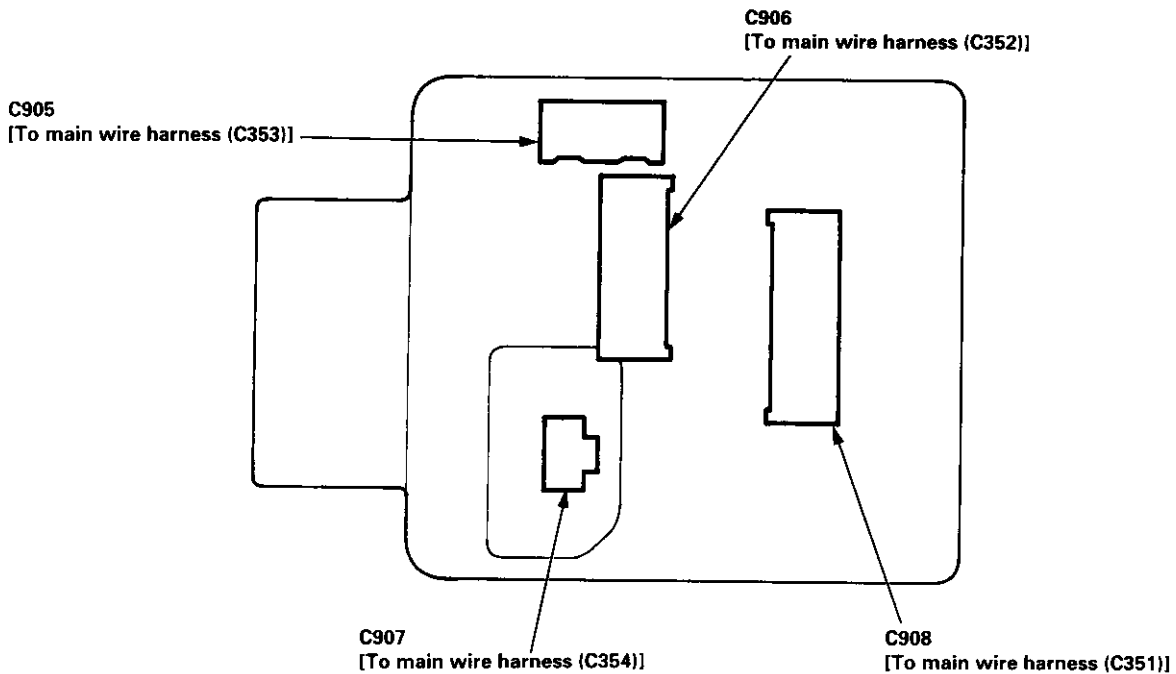 C906
[To main wire harness (C352)]
C905
[To main wire harness (C353)]
C907
[To main wire harness (C354)]
C908
[To main wire harness (C351)]